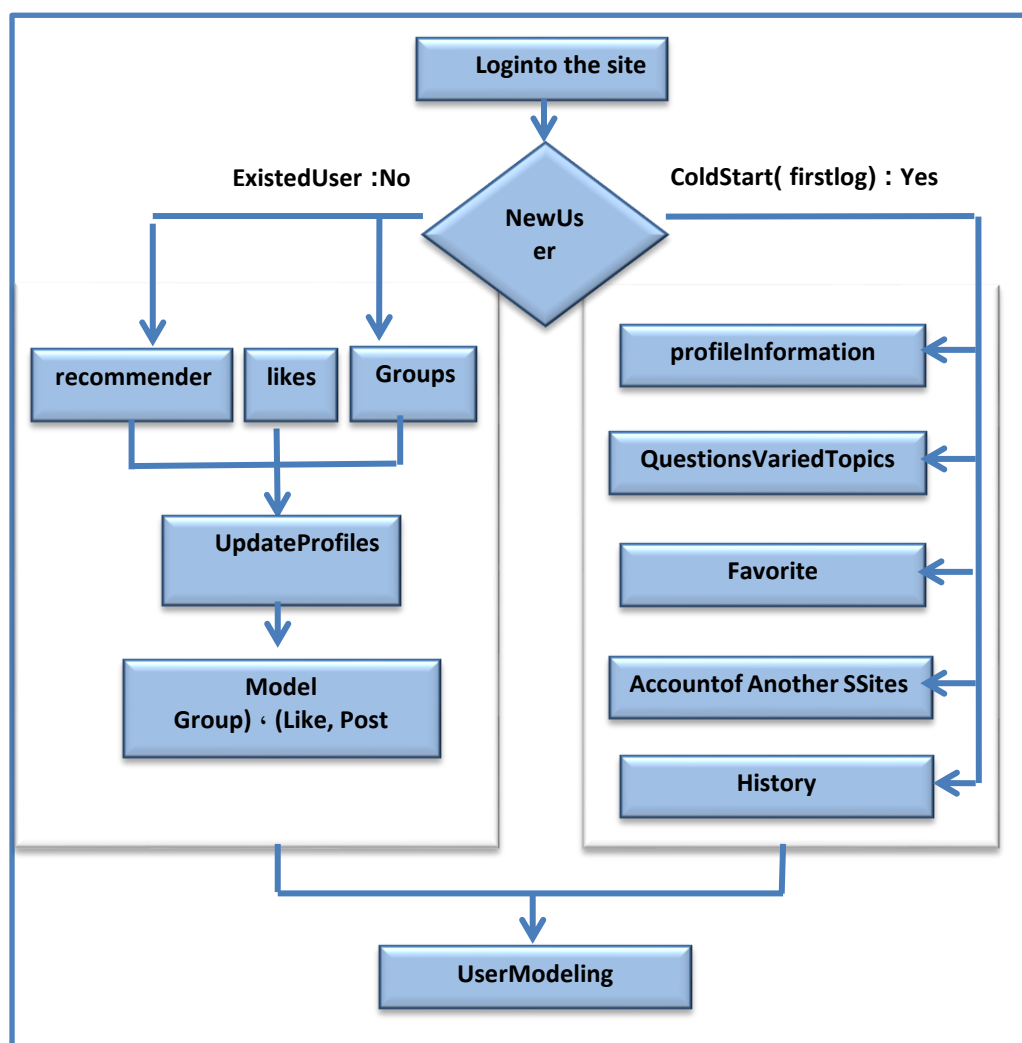 Loginto the site
ExistedUser :No
ColdStart( firstlog) : Yes
NewUs
er
recommender
likes
Groups
profileInformation
QuestionsVariedTopics
UpdateProfiles
Favorite
Model
Group) ، (Like, Post
Accountof Another SSites
History
UserModeling